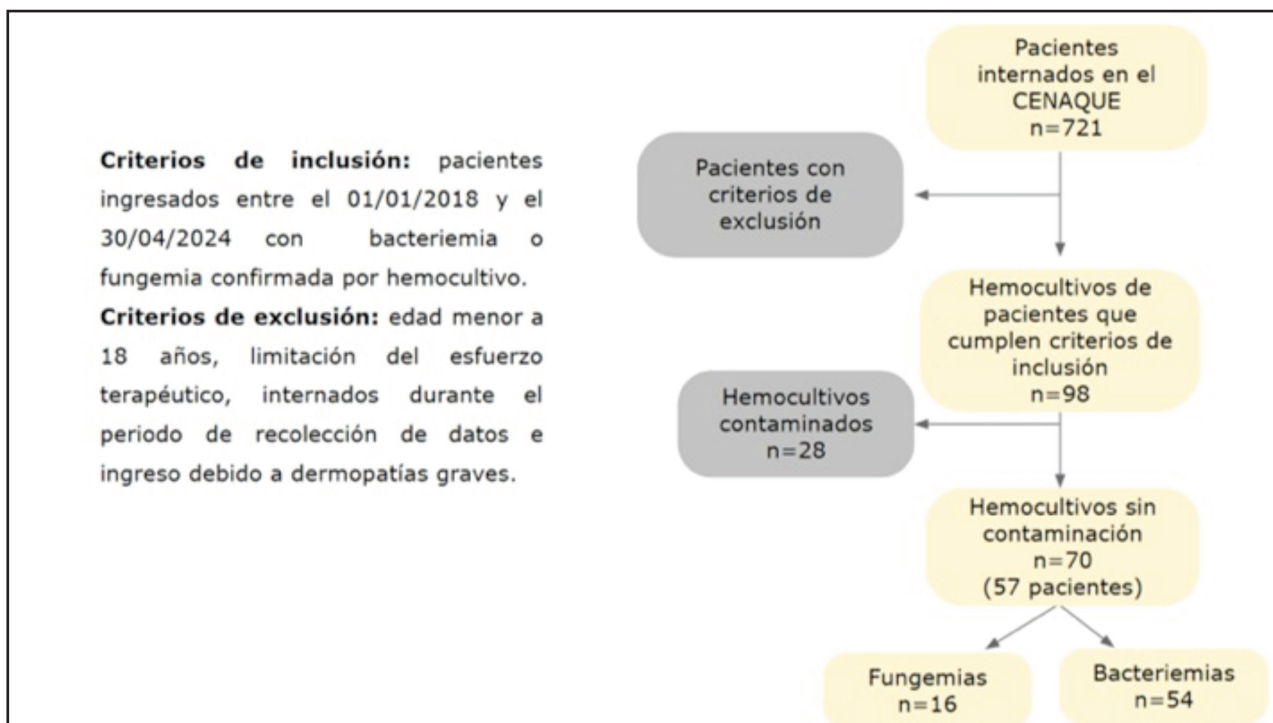 Criterios de inclusión: pacientes
ingresados entre el 01/01/2018 y el
30/04/2024 con bacteriemia o
fungemia confirmada por hemocultivo.
Criterios de exclusión: edad menor a
18 años, limitación del esfuerzo
terapéutico, internados durante el
periodo de recolección de datos e
ingreso debido a dermopatías graves.
Pacientes
internados en el
CENAQUE
n=721
Pacientes con
criterios de
exclusión
Hemocultivos de
pacientes que
cumplen criterios de
inclusión
n=98
Hemocultivos
contaminados
n=28
Hemocultivos sin
contaminación
n=70
(57 pacientes)
Fungemias
n=16
Bacteriemias
n=54